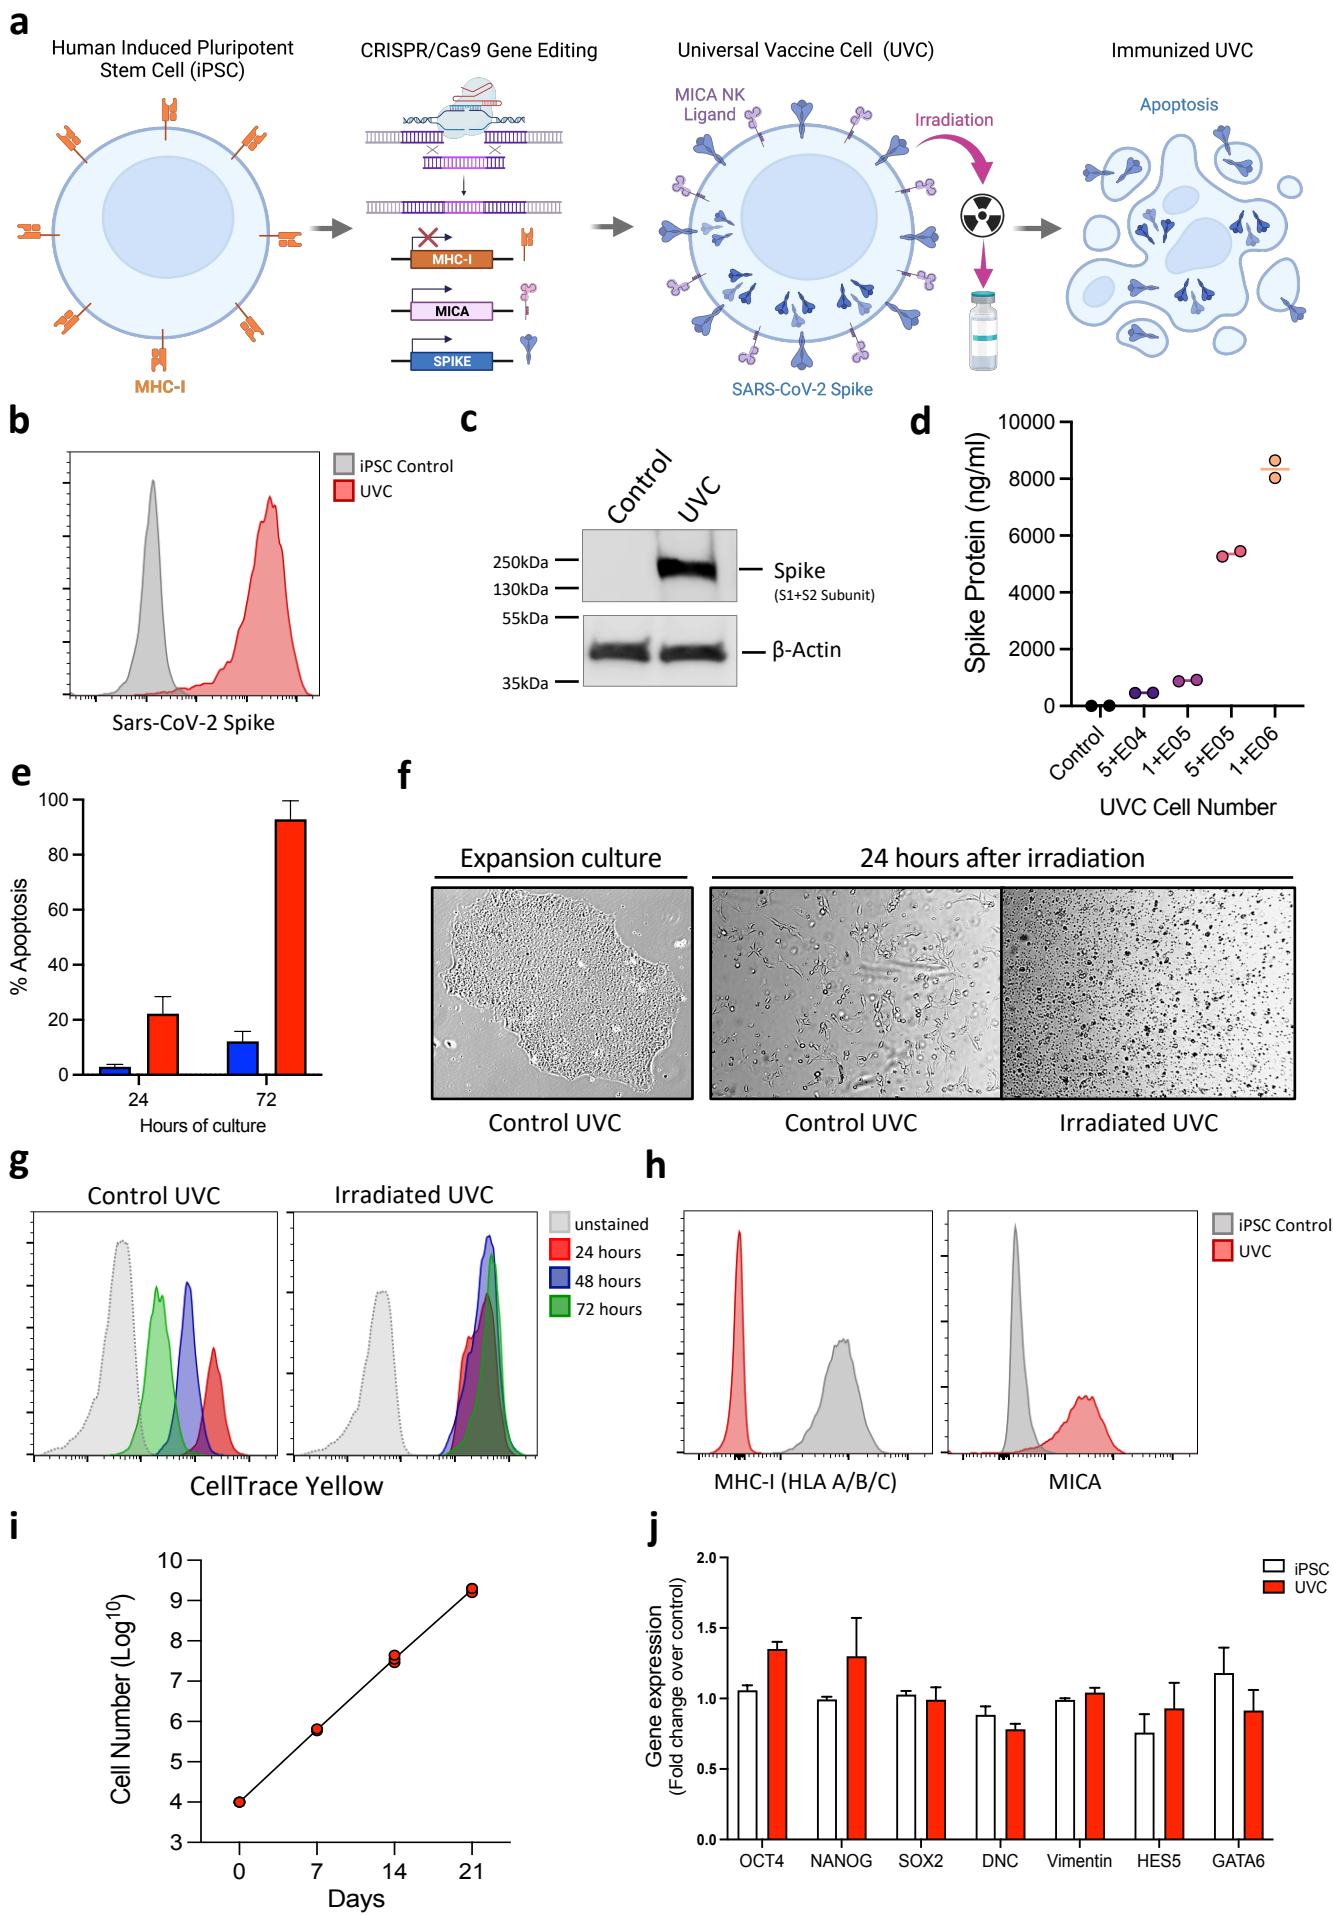 a
Human Induced Pluripotent
Stem Cell (iPSC)
CRISPR/Cas9 Gene Editing
Universal Vaccine Cell (UVC)
Immunized UVC
MICA NK
Ligand
Irradiation
Apoptosis
MHC-I
MICA
SPIKE
MHC-I
SARS-CoV-2 Spike
b
iPSC Control
UVC
Sars-CoV-2 Spike
c
Control
UVC
250kDa
130kDa
55kDa
35kDa
Spike
(S1+S2 Subunit)
β-Actin
d
Spike Protein (ng/ml)
10000
8000
6000
4000
2000
0
Control
5+E04
1+E05
5+E05
1+E06
UVC Cell Number
e
% Apoptosis
100
80
60
40
20
0
24
72
Hours of culture
f
Expansion culture
24 hours after irradiation
Control UVC
Control UVC
Irradiated UVC
g
Control UVC
Irradiated UVC
unstained
24 hours
48 hours
72 hours
CellTrace Yellow
h
iPSC Control
UVC
MHC-I (HLA A/B/C)
MICA
i
Cell Number (Log10)
10
9
8
7
6
5
4
3
0
7
14
21
Days
j
Gene expression
(Fold change over control)
2.0
1.5
1.0
0.5
0.0
iPSC
UVC
OCT4
NANOG
SOX2
DNC
Vimentin
HES5
GATA6